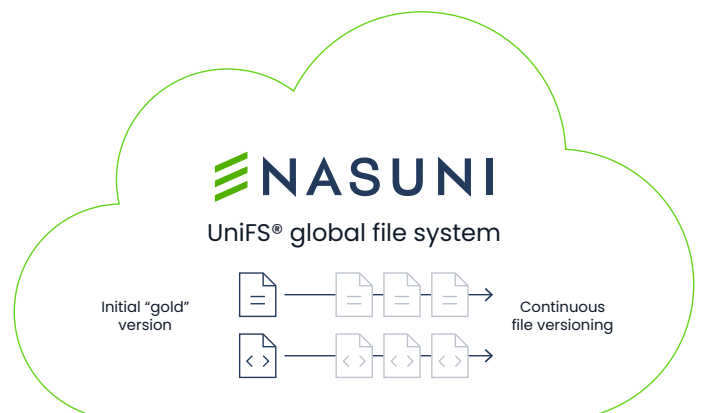 NASUNI
UniFS® global file system
Initial “gold”
version
Continuous
file versioning